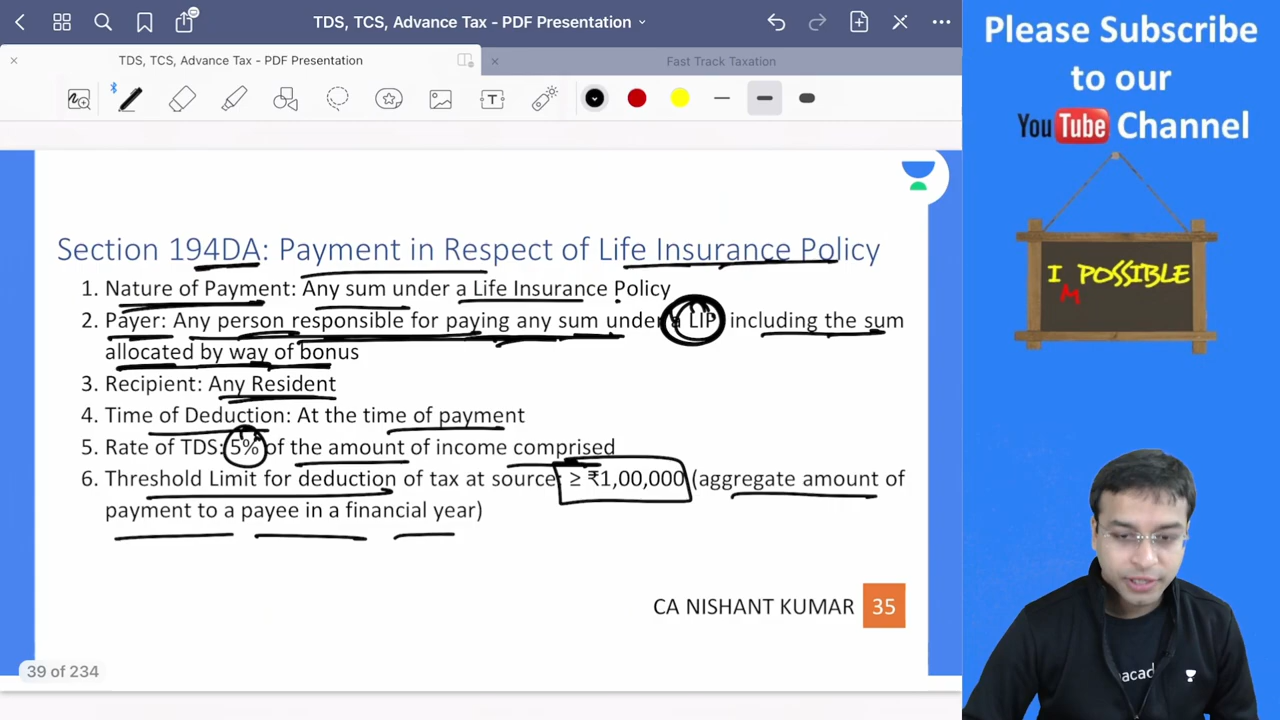 TDS, TCS, Advance Tax - PDF Presentation
TDS, TCS, Advance Tax - PDF Presentation
Fast Track Taxation
Section 194DA: Payment in Respect of Life Insurance Policy
1. Nature of Payment: Any sum under a Life Insurance Policy
2. Payer: Any person responsible for paying any sum under a LIP, including the sum
allocated by way of bonus
3. Recipient: Any Resident
4. Time of Deduction: At the time of payment
5. Rate of TDS: 5% of the amount of income comprised
6. Threshold Limit for deduction of tax at source: ≥ ₹1,00,000 (aggregate amount of
payment to a payee in a financial year)
CA NISHANT KUMAR 35
39 of 234
Please Subscribe
to our
YouTube Channel
I POSSIBLE
M
acad